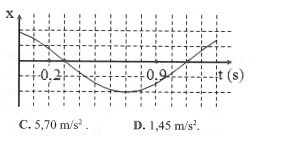 x
0.2 0.9 t (s)
C. 5,70 m/s². D. 1,45 m/s².